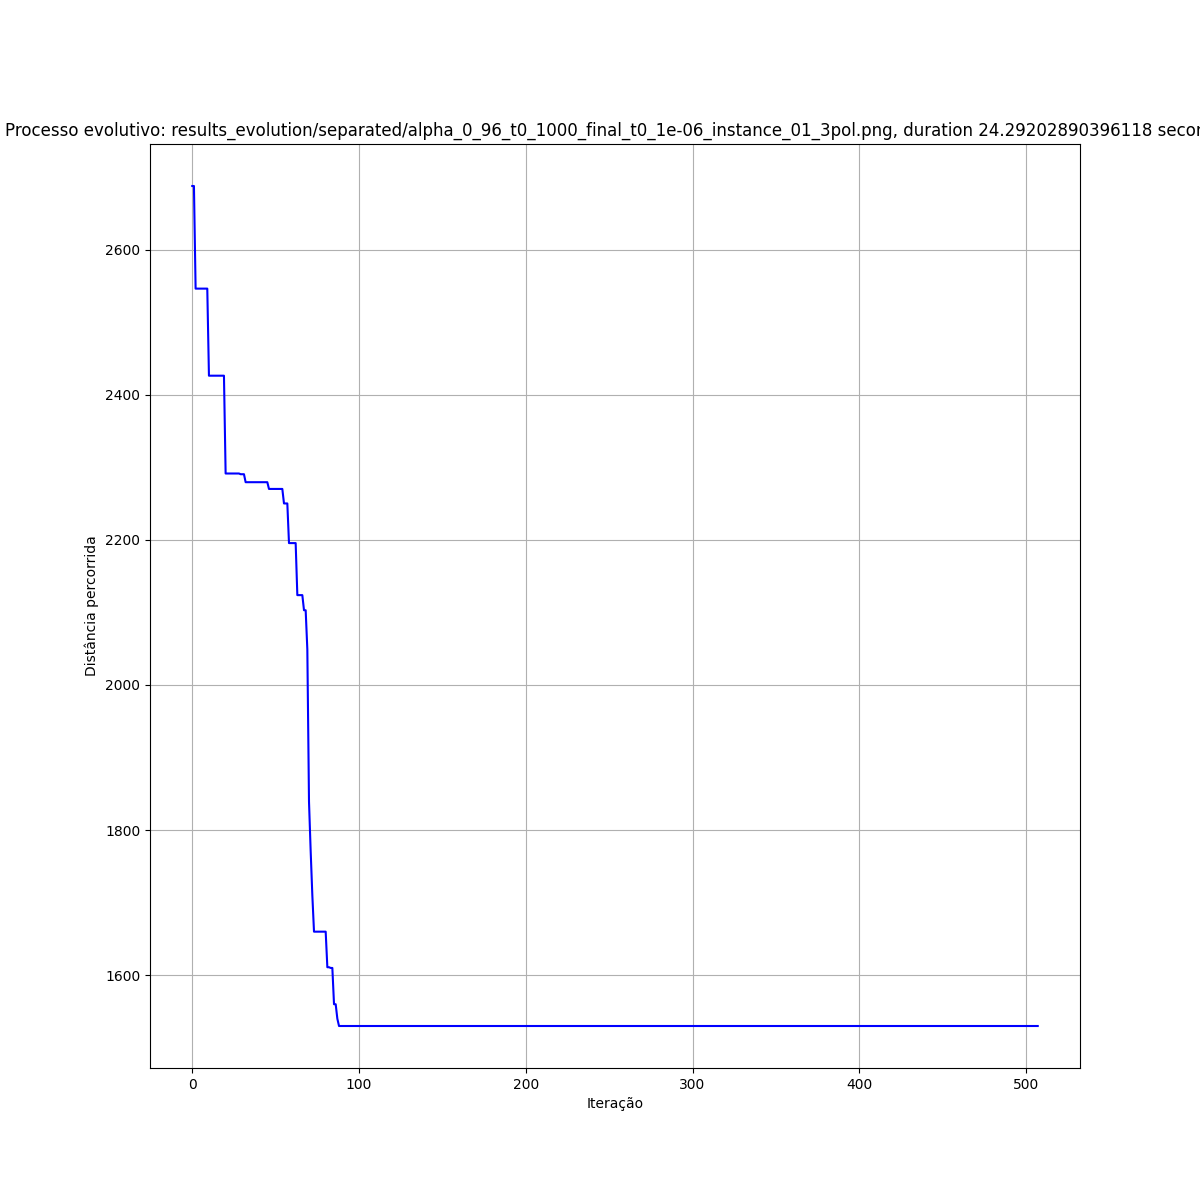 Processo evolutivo: results_evolution/separated/alpha_0_96_t0_1000_final_t0_1e-06_instance_01_3pol.png, duration 24.29202890396118
2600
2400
2200
2000
1800
1600
Distância percorrida
0 100 200 300 400 500
Iteração